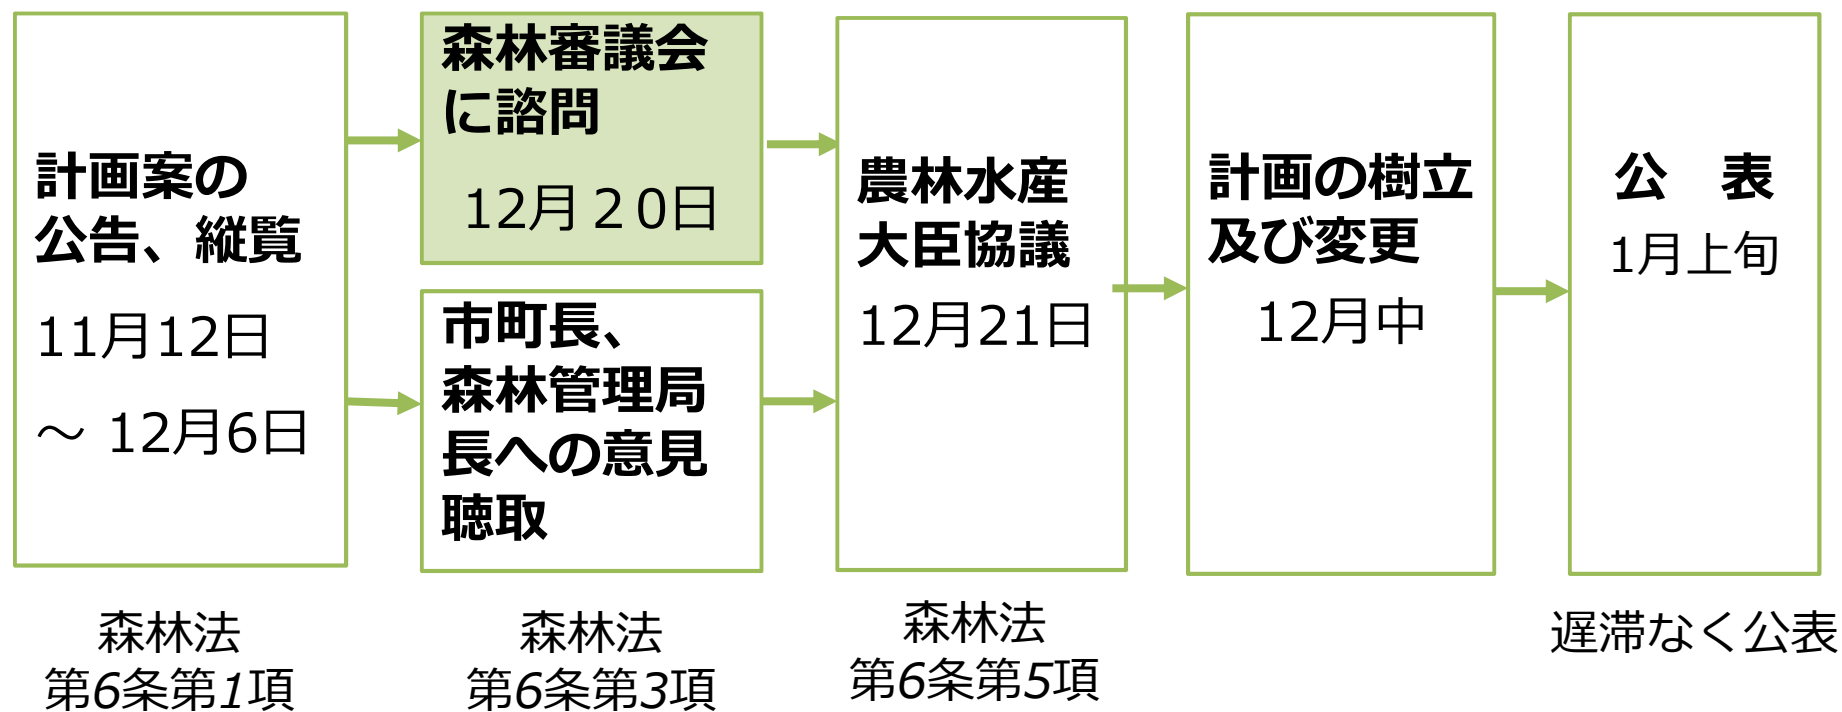 計画案の
公告、縦覧
11月12日
～ 12月6日
森林法
第6条第1項
森林審議会
に諮問
12月２０日
市町長、
森林管理局
長への意見
聴取
森林法
第6条第3項
農林水産
大臣協議
12月21日
森林法
第6条第5項
計画の樹立
及び変更
12月中
公　表
1月上旬
遅滞なく公表